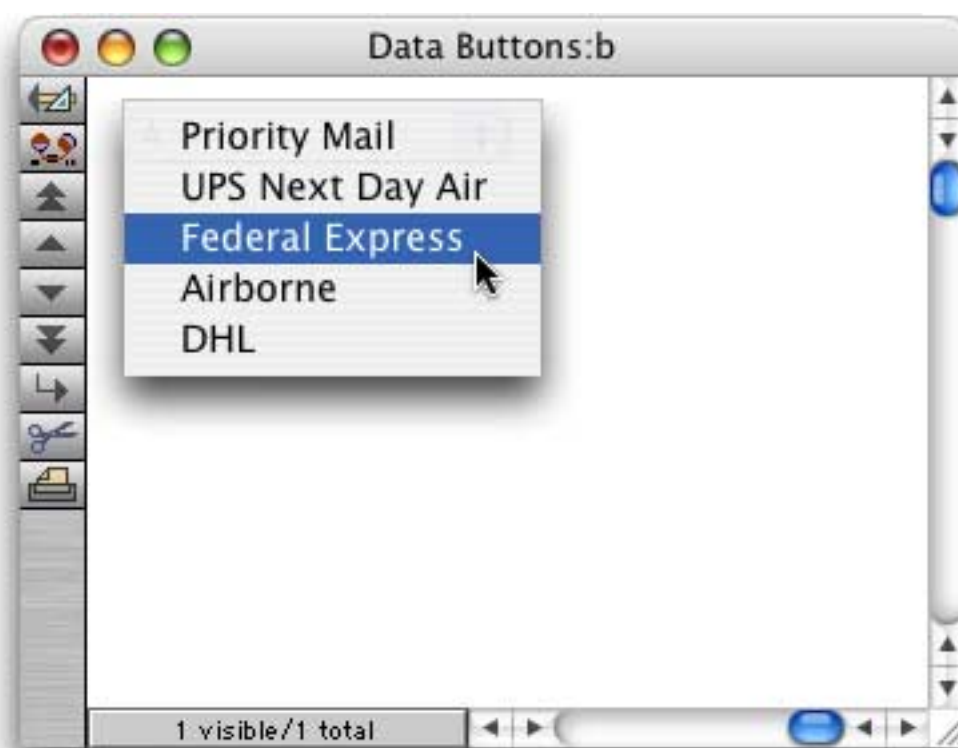 Data Buttons:b
Priority Mail
UPS Next Day Air
Federal Express
Airborne
DHL
1 visible/1 total